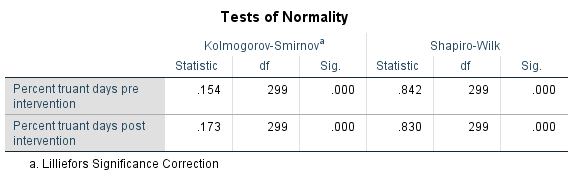 Tests of Normality
Kolmogorov-Smirnova Shapiro-Wilk
Statistic df Sig. Statistic df Sig.
Percent truant days pre intervention .154 299 .000 .842 299 .000
Percent truant days post intervention .173 299 .000 .830 299 .000
a. Lilliefors Significance Correction